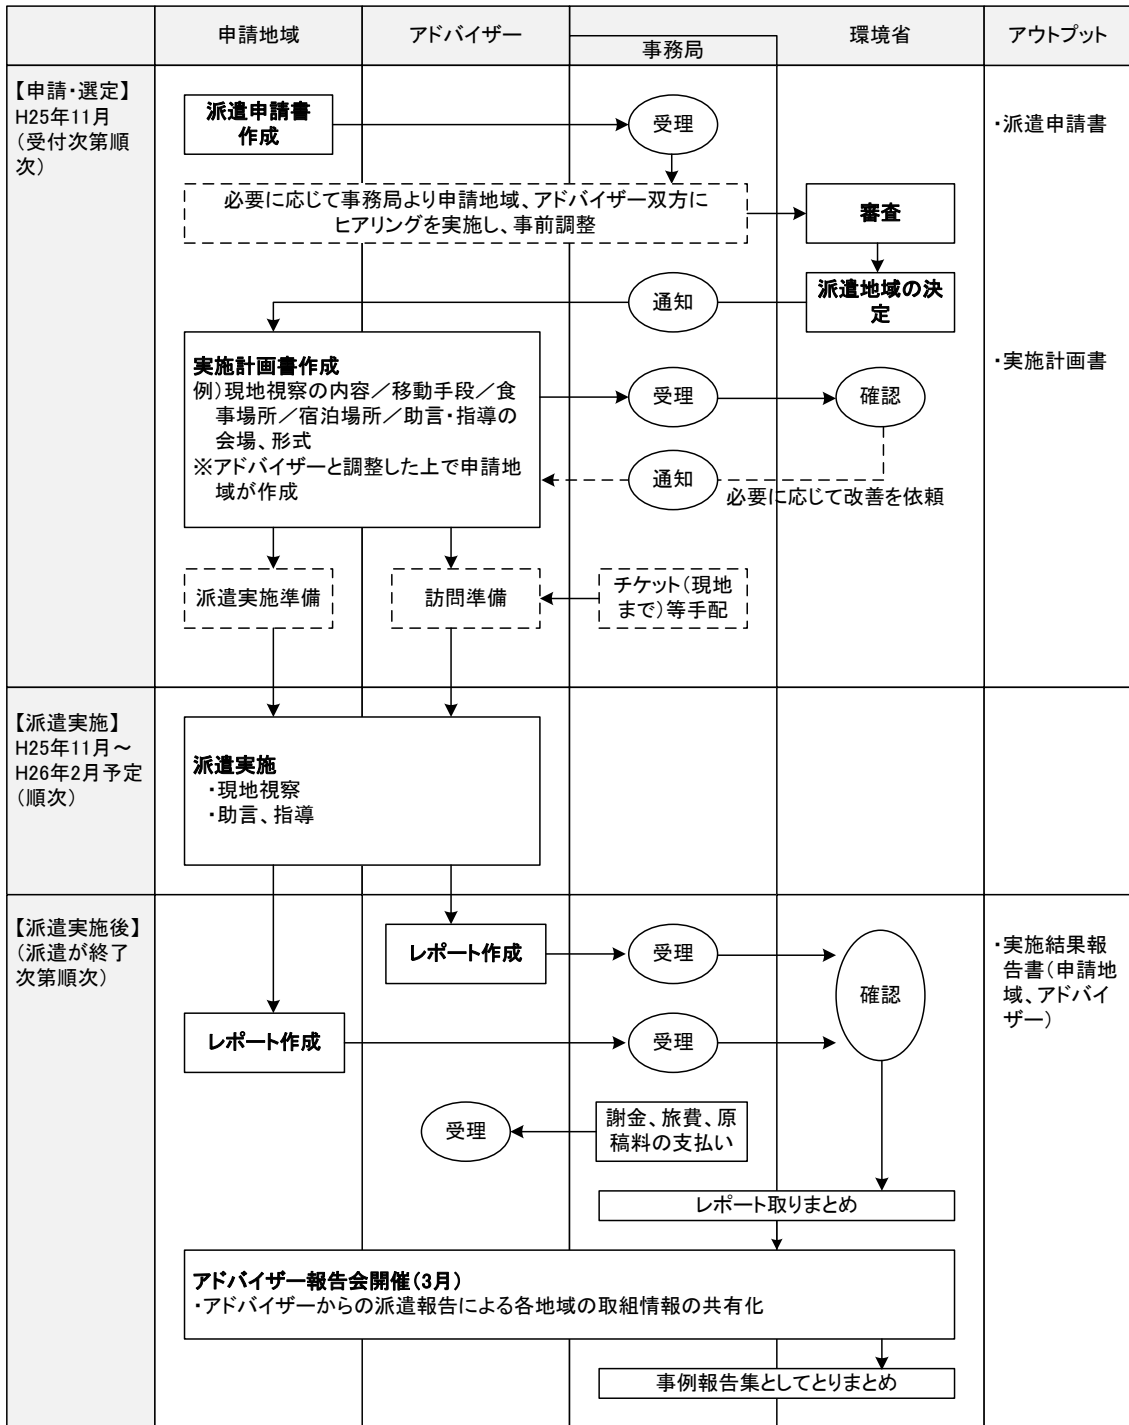 申請地域
アドバイザー
事務局
環境省
アウトプット
【申請・選定】
H25年11月
(受付次第順
次)
派遣申請書
作成
受理
・派遣申請書
必要に応じて事務局より申請地域、アドバイザー双方に
ヒアリングを実施し、事前調整
審査
通知
派遣地域の決
定
実施計画書作成
例)現地視察の内容/移動手段/食
事場所/宿泊場所/助言・指導の
会場、形式
※アドバイザーと調整した上で申請地
域が作成
受理
確認
・実施計画書
通知
必要に応じて改善を依頼
派遣実施準備
訪問準備
チケット(現地
まで)等手配
【派遣実施】
H25年11月~
H26年2月予定
(順次)
派遣実施
・現地視察
・助言、指導
【派遣実施後】
(派遣が終了
次第順次)
レポート作成
受理
確認
・実施結果報
告書(申請地
域、アドバイ
ザー)
レポート作成
受理
受理
謝金、旅費、原
稿料の支払い
レポート取りまとめ
アドバイザー報告会開催(3月)
・アドバイザーからの派遣報告による各地域の取組情報の共有化
事例報告集としてとりまとめ